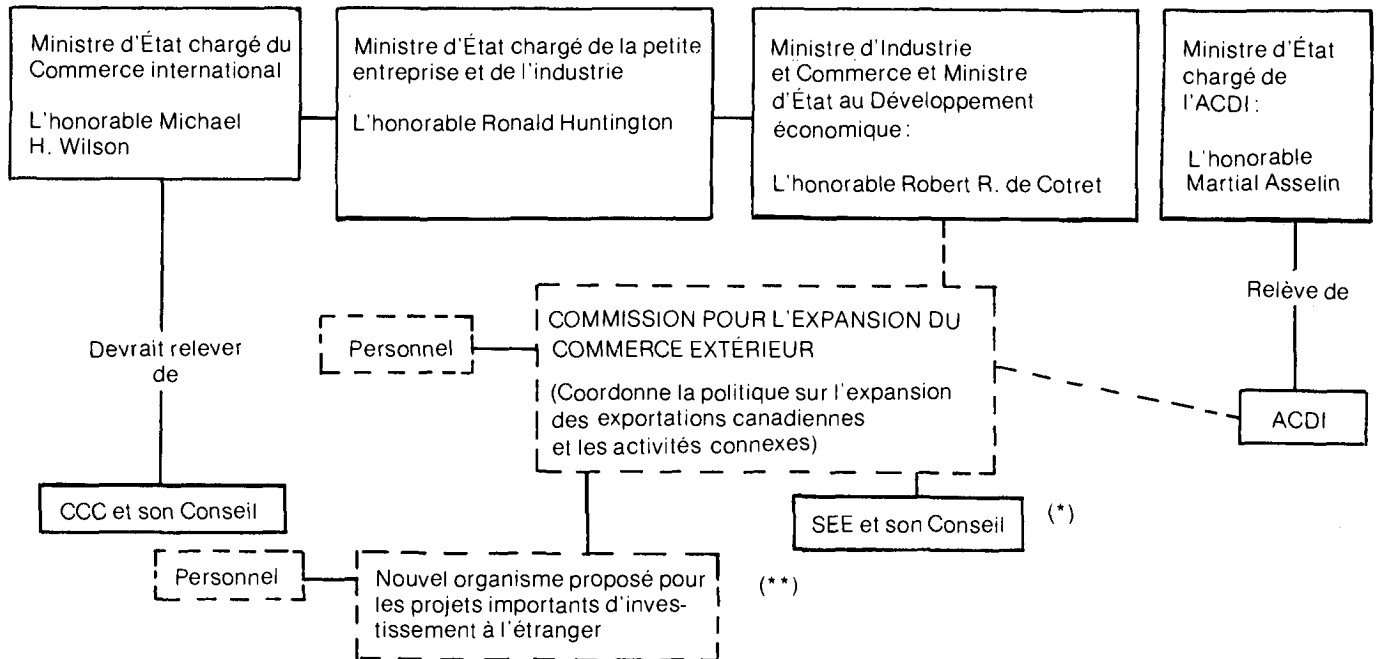 Ministre d'État chargé du
Commerce international
L'honorable Michael
H. Wilson
Ministre d'État chargé de la petite
entreprise et de l'industrie
L'honorable Ronald Huntington
Ministre d'Industrie
et Commerce et Ministre
d'État au Développement
économique:
L'honorable Robert R. de Cotret
Ministre d'État
chargé de
l'ACDI:
L'honorable
Martial Asselin
Devrait relever
de
Personnel
COMMISSION POUR L'EXPANSION DU
COMMERCE EXTÉRIEUR
(Coordonne la politique sur l'expansion
des exportations canadiennes
et les activités connexes)
Relève de
ACDI
CCC et son Conseil
SEE et son Conseil
(*)
Personnel
Nouvel organisme proposé pour
les projets importants d'inves-
tissement à l'étranger
(**)